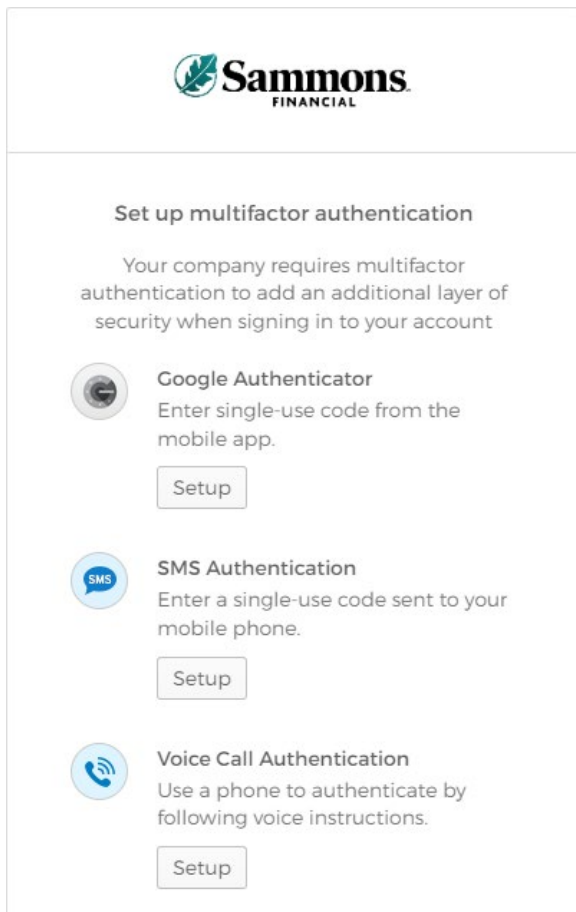 Sammons
FINANCIAL
Set up multifactor authentication
Your company requires multifactor
authentication to add an additional layer of
security when signing in to your account
Google Authenticator
Enter single-use code from the
mobile app.
Setup
SMS
SMS Authentication
Enter a single-use code sent to your
mobile phone.
Setup
Voice Call Authentication
Use a phone to authenticate by
following voice instructions.
Setup